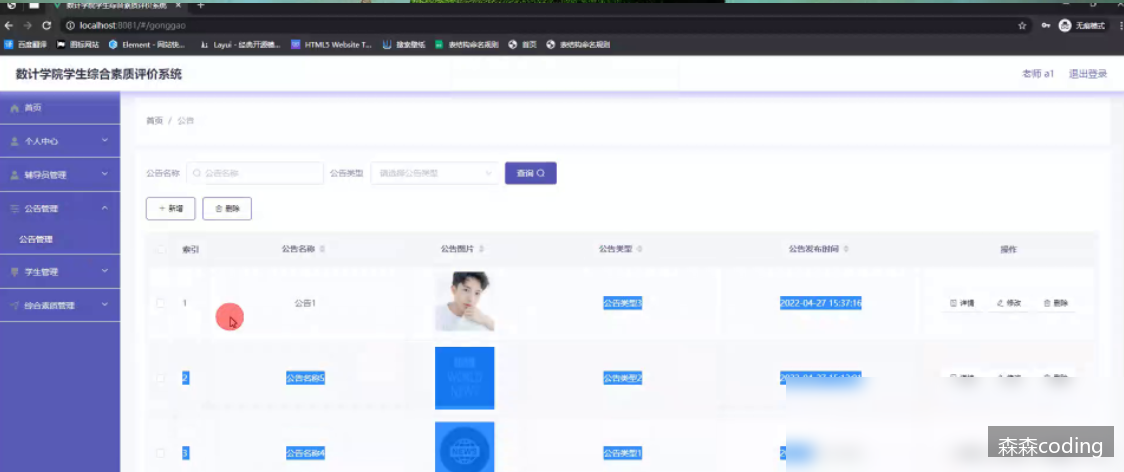 数计学院学生综合素质评价系统
localhost:8081/#/gonggao
无痕模式
百度翻译 图标网站 Element - 网站快... Layui - 经典开源模... HTML5 Website T... 搜索壁纸 表结构命名规则 首页 表结构命名规则
数计学院学生综合素质评价系统 老师 a1 退出登录
首页
个人中心
辅导员管理
公告管理
公告管理
学生管理
综合素质管理
首页 / 公告
公告名称 公告名称 公告类型 请选择公告类型 查询
+ 新增 删除
索引 公告名称 公告图片 公告类型 公告发布时间 操作
1 公告1 公告类型3 2022-04-27 15:37:16 详情 修改 删除
2 公告名称5 公告类型2
3 公告名称4 NEWS 公告类型1
森森coding